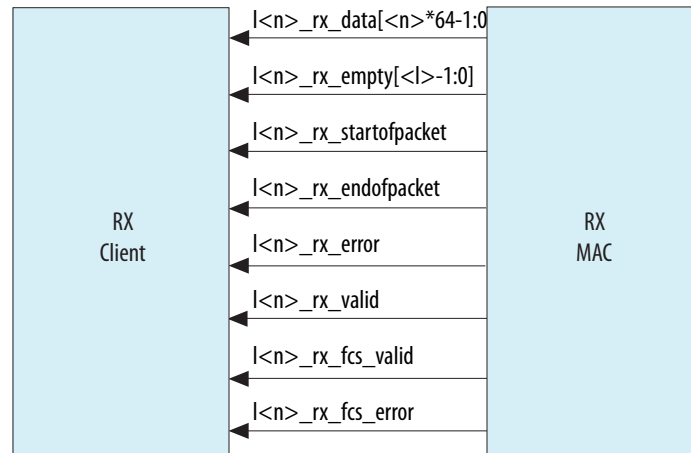 l<n>_rx_data[<n>*64-1:0
l<n>_rx_empty[<l>-1:0]
l<n>_rx_startofpacket
l<n>_rx_endofpacket
l<n>_rx_error
l<n>_rx_valid
l<n>_rx_fcs_valid
l<n>_rx_fcs_error
RX
Client
RX
MAC